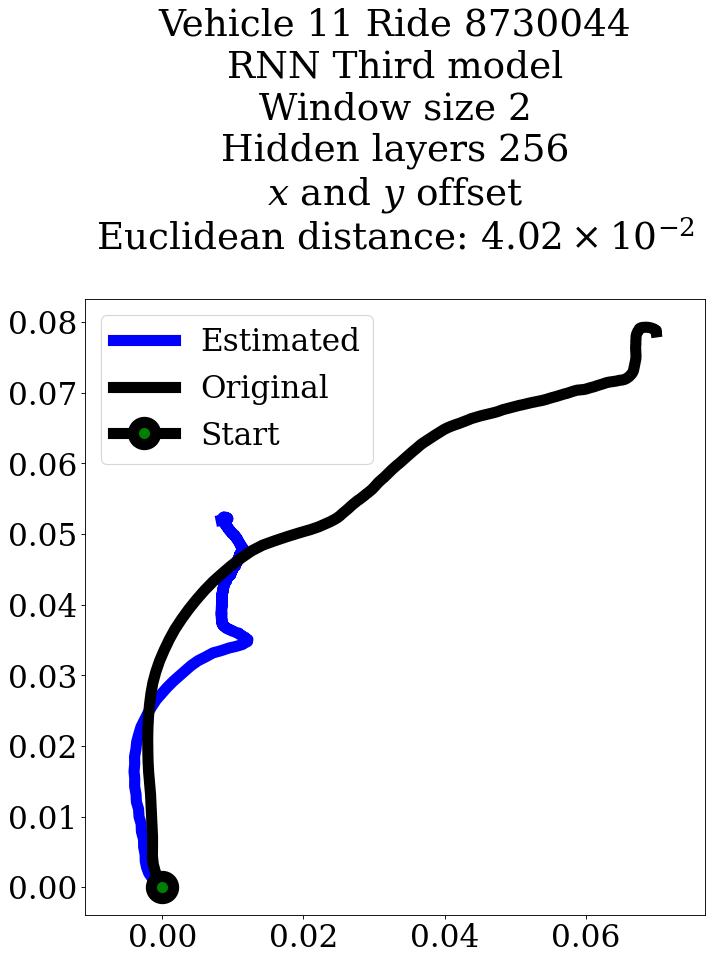 Vehicle 11 Ride 8730044
RNN Third model
Window size 2
Hidden layers 256
x and y offset
Euclidean distance: 4.02 × 10⁻²
Estimated
Original
Start
0.08
0.07
0.06
0.05
0.04
0.03
0.02
0.01
0.00
0.00 0.02 0.04 0.06